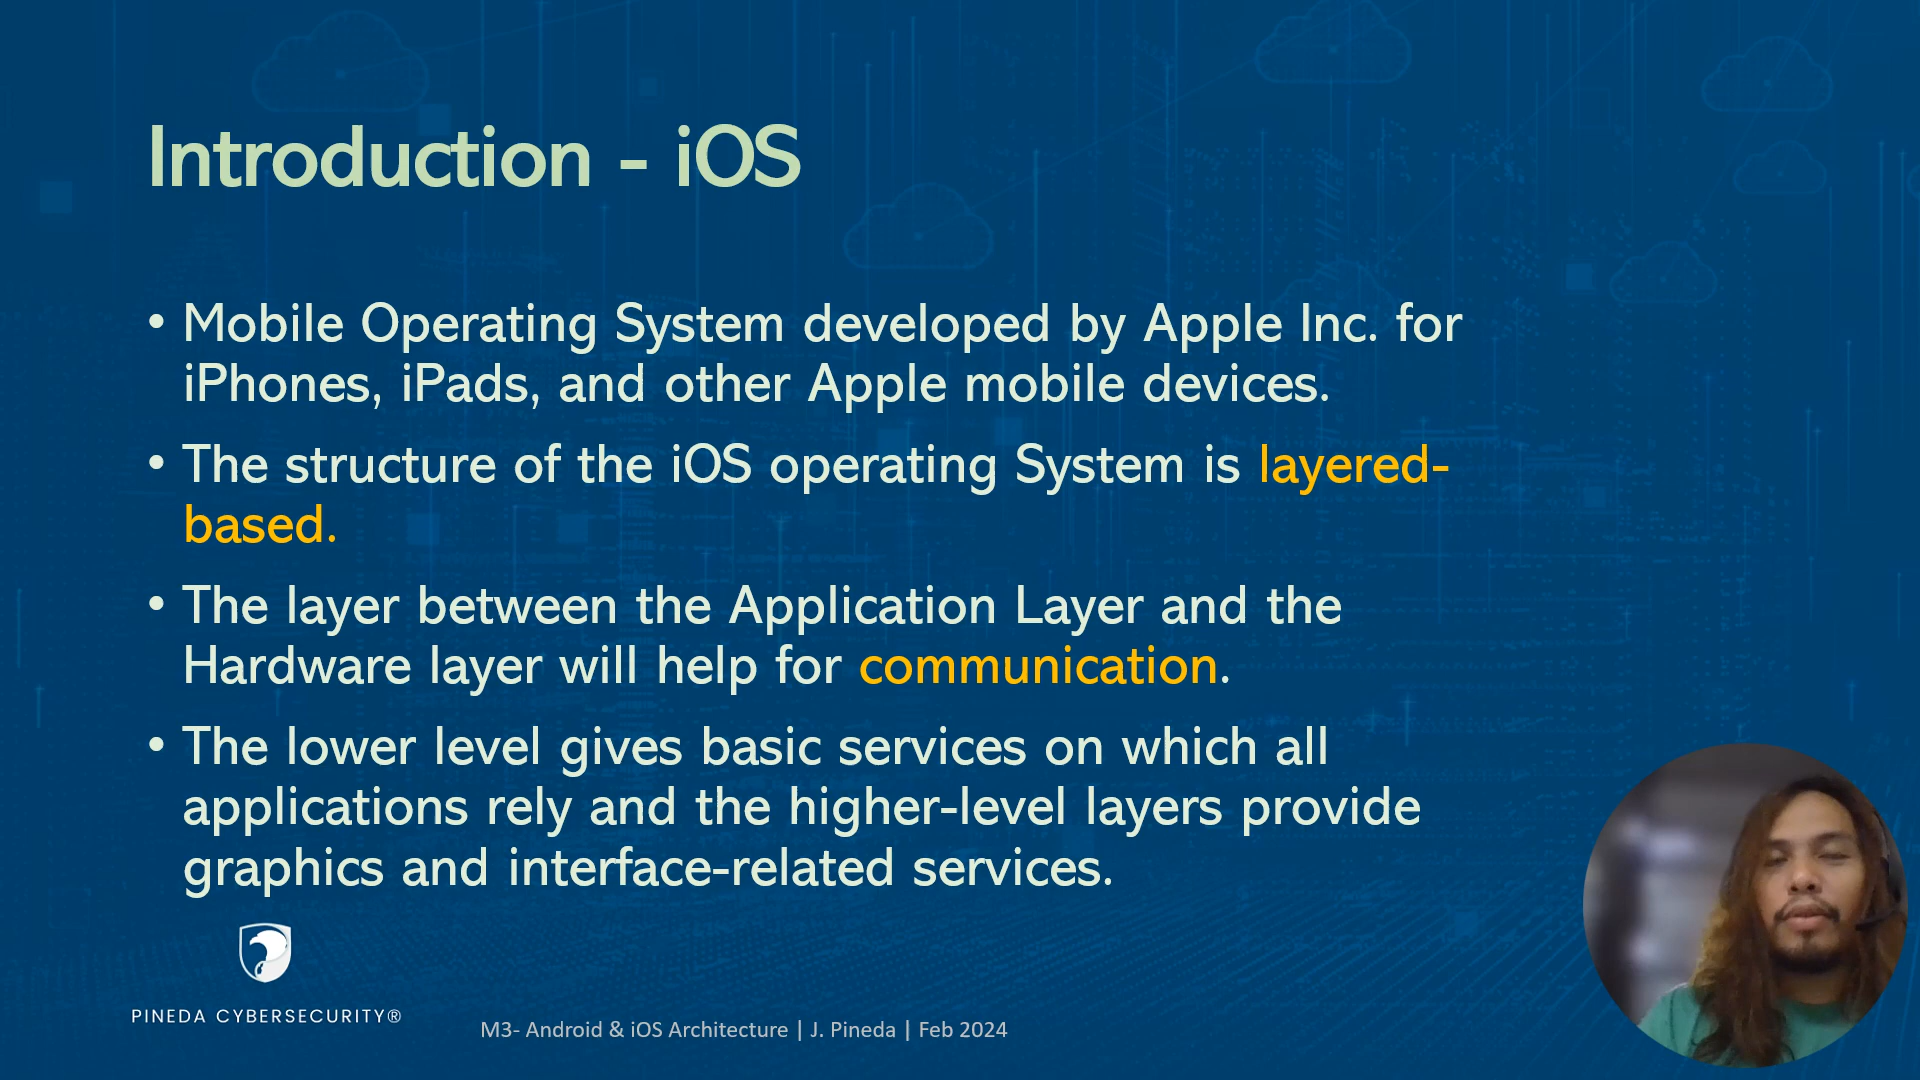 Introduction - iOS
• Mobile Operating System developed by Apple Inc. for
iPhones, iPads, and other Apple mobile devices.
• The structure of the iOS operating System is layered-
based.
• The layer between the Application Layer and the
Hardware layer will help for communication.
• The lower level gives basic services on which all
applications rely and the higher-level layers provide
graphics and interface-related services.
PINEDA CYBERSECURITY®
M3- Android & iOS Architecture | J. Pineda | Feb 2024